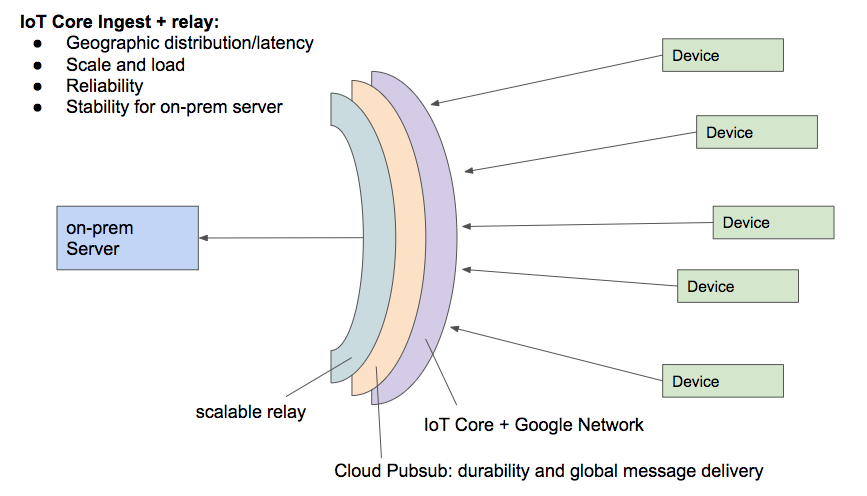 IoT Core Ingest + relay:
● Geographic distribution/latency
● Scale and load
● Reliability
● Stability for on-prem server
Device
Device
Device
Device
Device
on-prem
Server
scalable relay
IoT Core + Google Network
Cloud Pubsub: durability and global message delivery